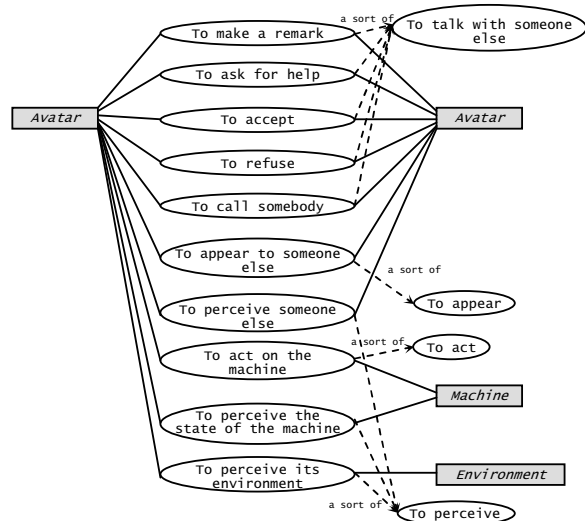 To make a remark
a sort of
To talk with someone
else
To ask for help
Avatar
To accept
Avatar
To refuse
To call somebody
To appear to someone
else
a sort of
To appear
To perceive someone
else
a sort of
To act
To act on the
machine
Machine
To perceive the
state of the machine
To perceive its
environment
Environment
a sort of
To perceive